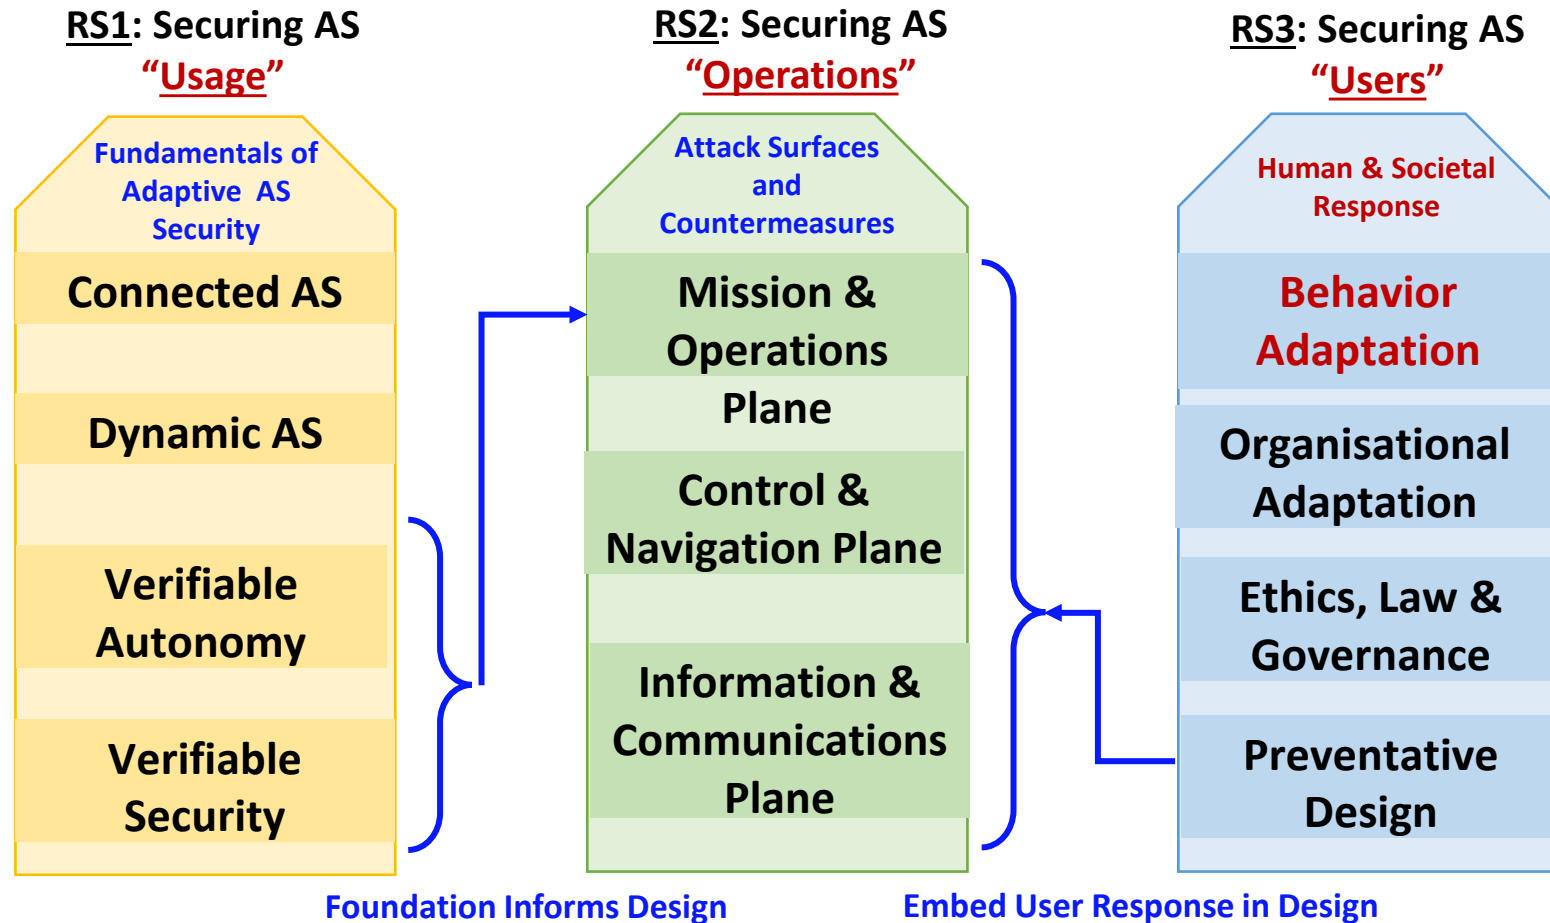 RS1: Securing AS
“Usage”
Fundamentals of
Adaptive AS
Security
Connected AS
Dynamic AS
Verifiable
Autonomy
Verifiable
Security
RS2: Securing AS
“Operations”
Attack Surfaces
and
Countermeasures
Mission &
Operations
Plane
Control &
Navigation Plane
Information &
Communications
Plane
RS3: Securing AS
“Users”
Human & Societal
Response
Behavior
Adaptation
Organisational
Adaptation
Ethics, Law &
Governance
Preventative
Design
Foundation Informs Design
Embed User Response in Design